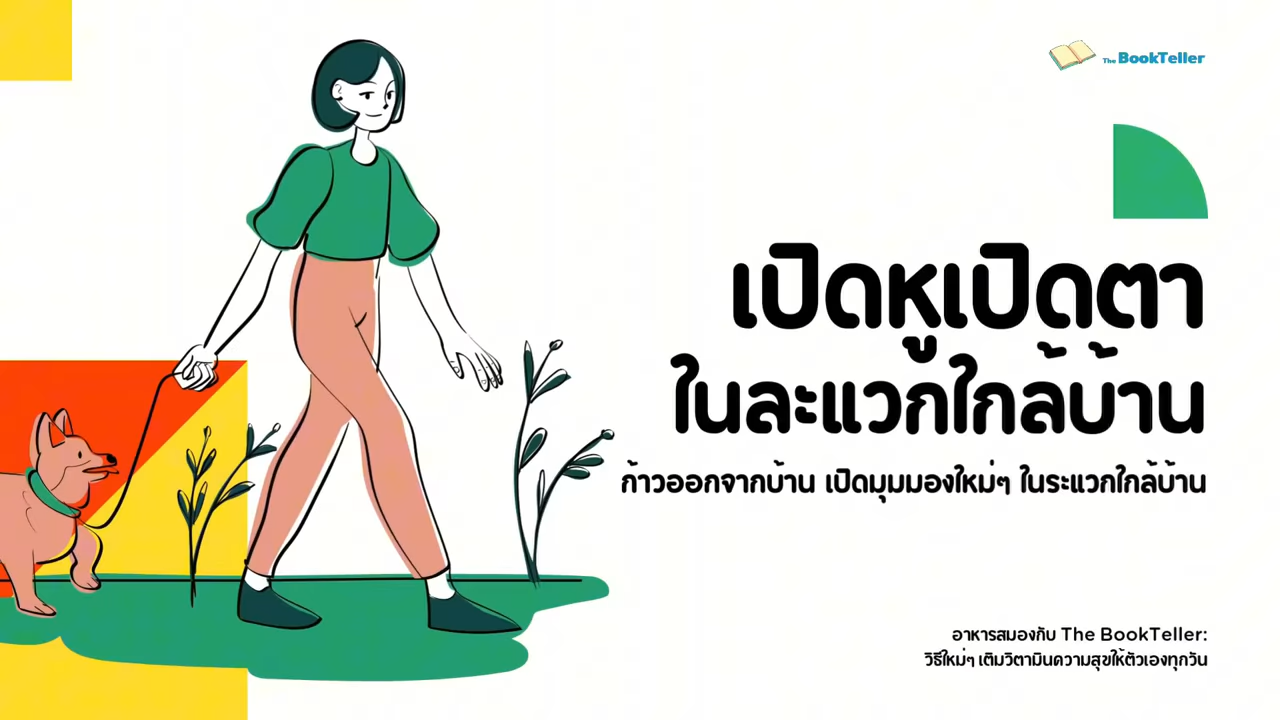 The BookTeller
เปิดหูเปิดตา
ในละแวกใกล้บ้าน
ก้าวออกจากบ้าน เปิดมุมมองใหม่ๆ ในระแวกใกล้บ้าน
อาหารสมองกับ The BookTeller:
วิธีใหม่ๆ เติมวิตามินความสุขให้ตัวเองทุกวัน